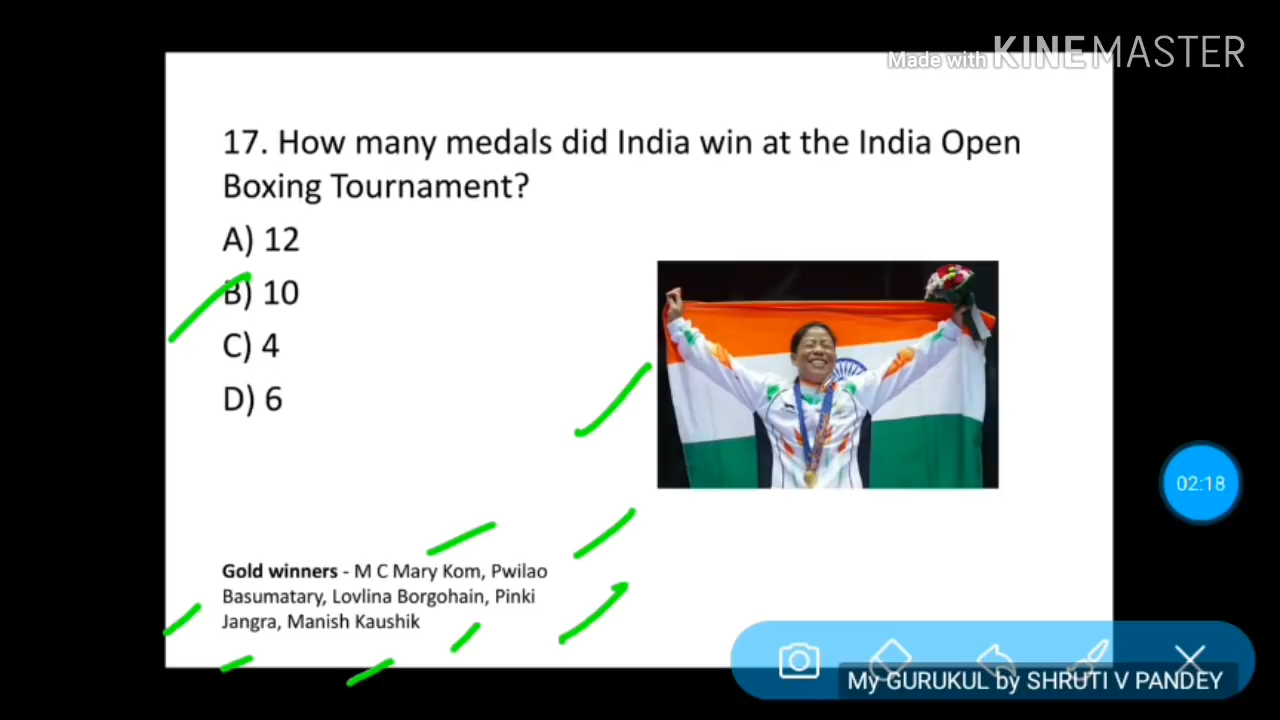 Made with KINEMASTER
17. How many medals did India win at the India Open
Boxing Tournament?
A) 12
B) 10
C) 4
D) 6
02:18
Gold winners - M C Mary Kom, Pwilao
Basumatary, Lovlina Borgohain, Pinki
Jangra, Manish Kaushik
My GURUKUL by SHRUTI V PANDEY